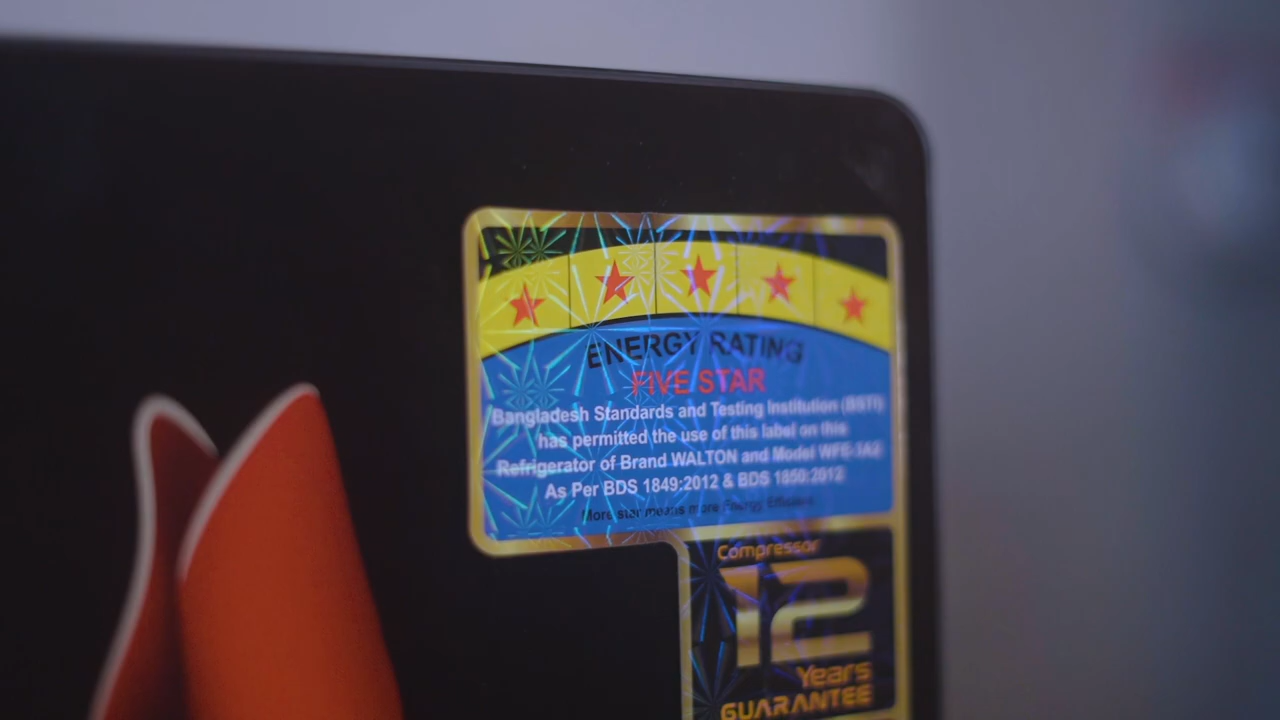 ENERGY RATING
FIVE STAR
Bangladesh Standards and Testing Institution (BSTI)
has permitted the use of this label on this
Refrigerator of Brand WALTON and Model WFE-3A2
As Per BDS 1849:2012 & BDS 1850:2012
More star means more Energy Efficient
Compressor
12
Years
GUARANTEE